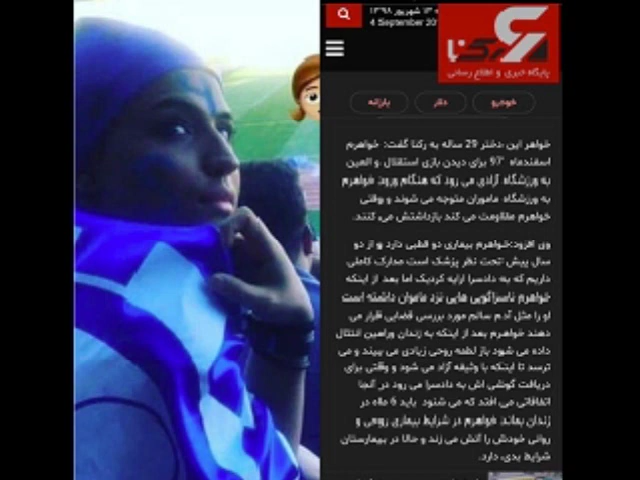 ۱۳ شهریور ۱۳۹۸
4 September 201
رکنا
پایگاه خبری و اطلاع رسانی
خودرو
دلار
یارانه
خواهر این دختر 29 ساله به رکنا گفت: خواهرم
اسفندماه 97 برای دیدن بازی استقلال و العین
به ورزشگاه آزادی می رود که هنگام ورود خواهرم
به ورزشگاه ماموران متوجه می شوند و وقتی
خواهرم مقاومت می کند بازداشتش می کنند.
وی افزود:خواهرم بیماری دو قطبی دارد و از دو
سال پیش تحت نظر پزشک است مدارک کاملی
داریم که به دادسرا ارایه کردیم اما بعد از اینکه
خواهرم ناسزاگویی هایی نزد ماموران داشته است
او را مثل آدم سالم مورد بررسی قضایی قرار می
دهند خواهرم بعد از اینکه به زندان ورامین انتقال
داده می شود باز لطمه روحی زیادی می بیند و می
ترسد تا اینکه با وثیقه آزاد می شود و وقتی برای
دریافت گوشی اش به دادسرا می رود در آنجا
اتفاقاتی می افتد که می شنود باید 6 ماه در
زندان بماند خواهرم در شرایط بیماری روحی و
روانی خودش را آتش می زند و حالا در بیمارستان
شرایط بدی دارد.